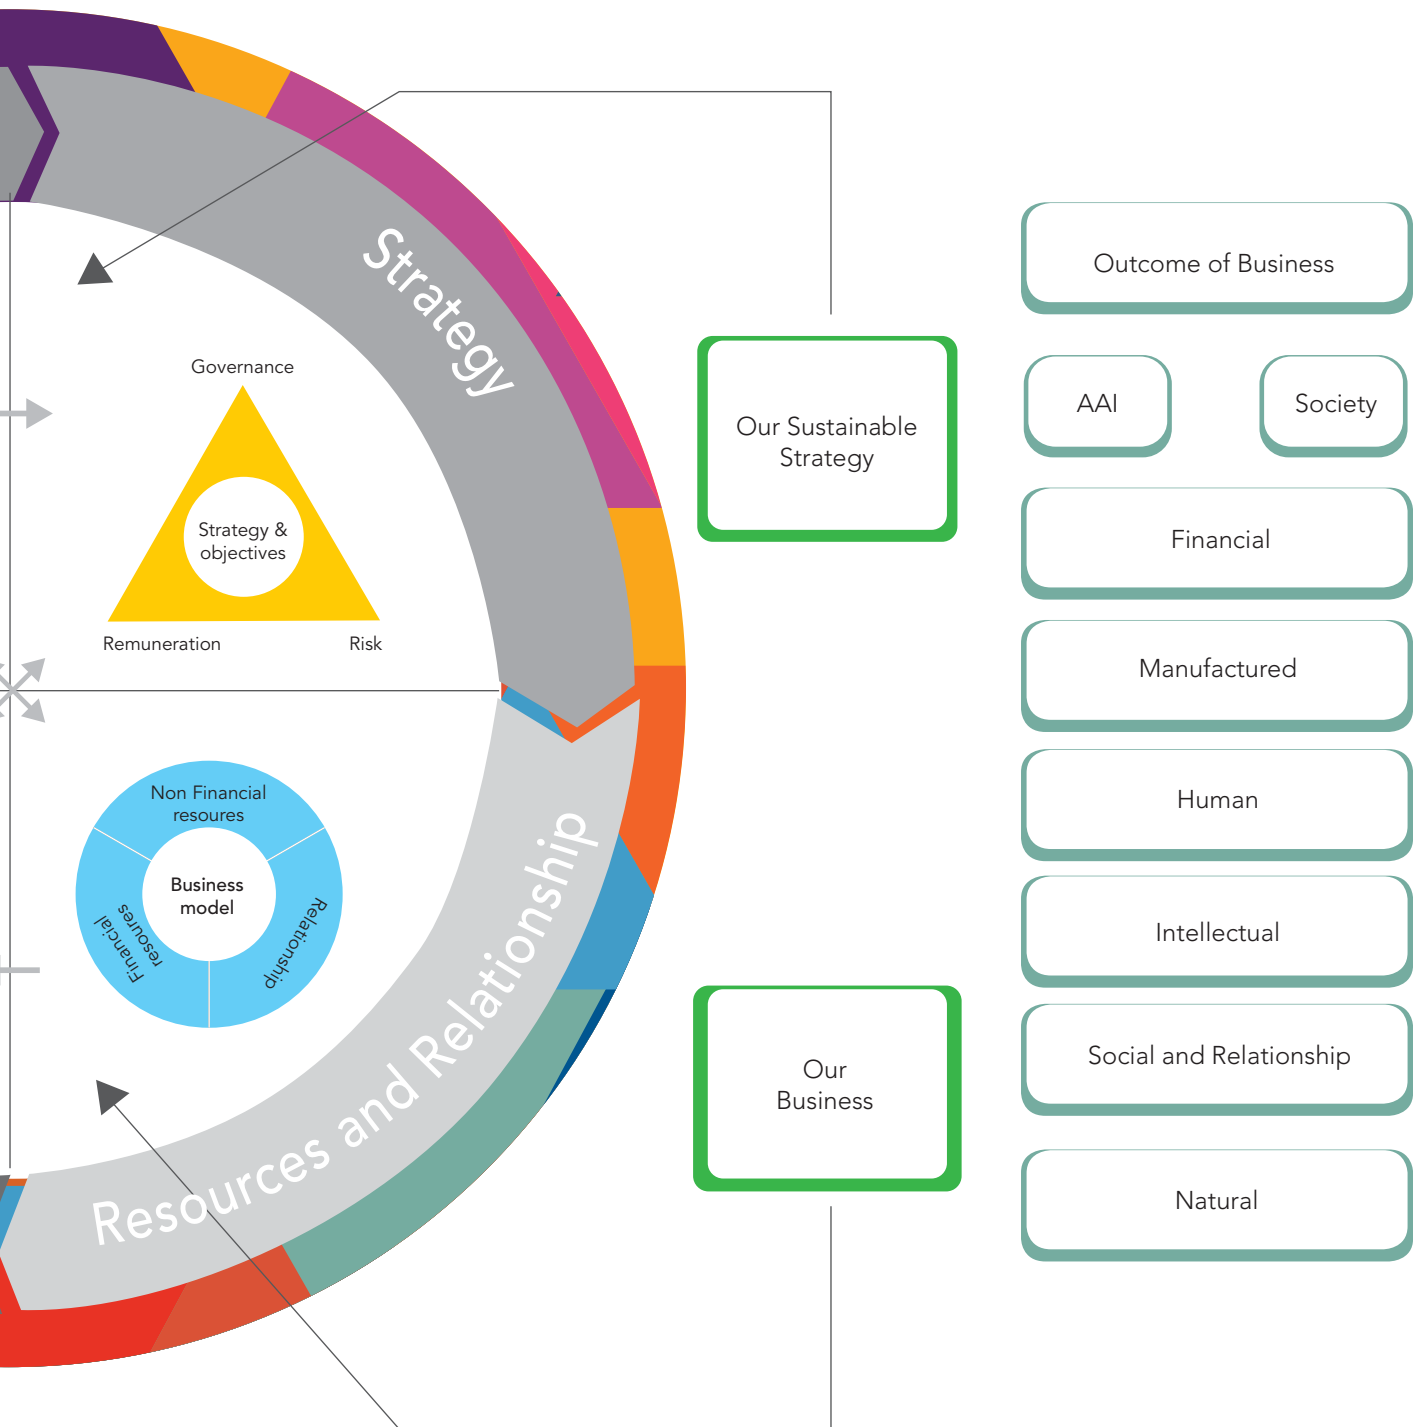 Strategy
Governance
Strategy &
objectives
Remuneration
Risk
Non Financial
resoures
Business
model
Financial
resoures
Relationship
Resources and Relationship
Our Sustainable
Strategy
Our
Business
Outcome of Business
AAI
Society
Financial
Manufactured
Human
Intellectual
Social and Relationship
Natural